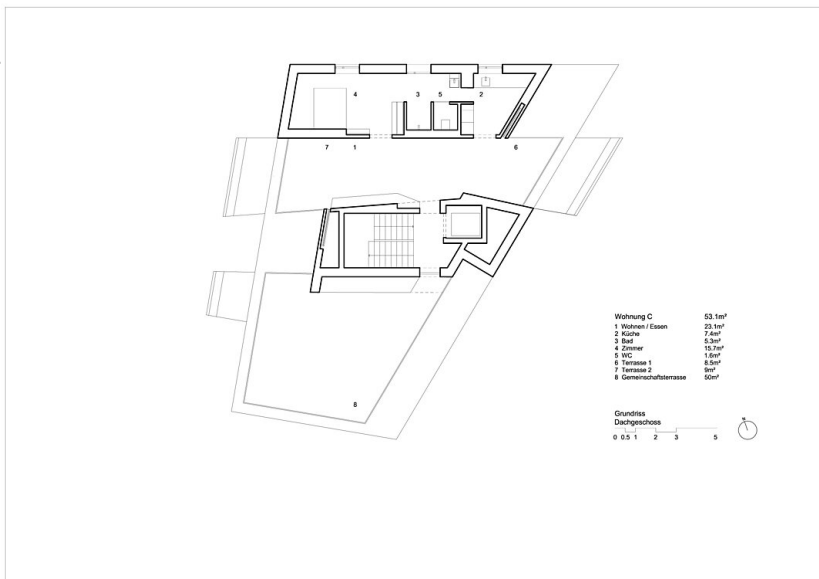 4
3
5
2
7
1
6
8
Wohnung C 53.1m²
1 Wohnen / Essen 23.1m²
2 Küche 7.4m²
3 Bad 5.3m²
4 Zimmer 15.7m²
5 WC 1.6m²
6 Terrasse 1 8.5m²
7 Terrasse 2 9m²
8 Gemeinschaftsterrasse 50m²
Grundriss
Dachgeschoss
N
0 0.5 1 2 3 5